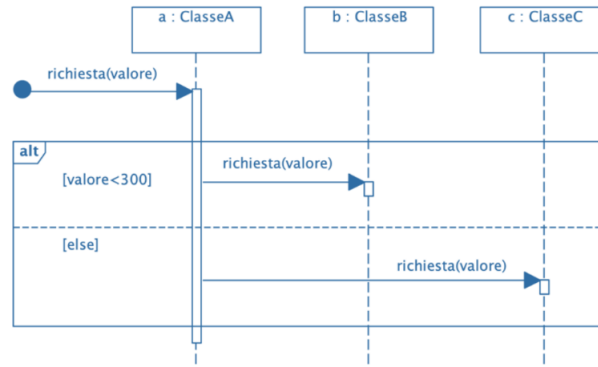 a : ClasseA
b : ClasseB
c : ClasseC
richiesta(valore)
alt
[valore<300]
richiesta(valore)
[else]
richiesta(valore)